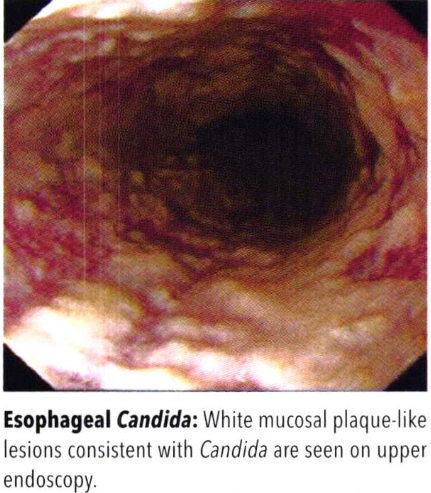 Esophageal Candida: White mucosal plaque-like
lesions consistent with Candida are seen on upper
endoscopy.